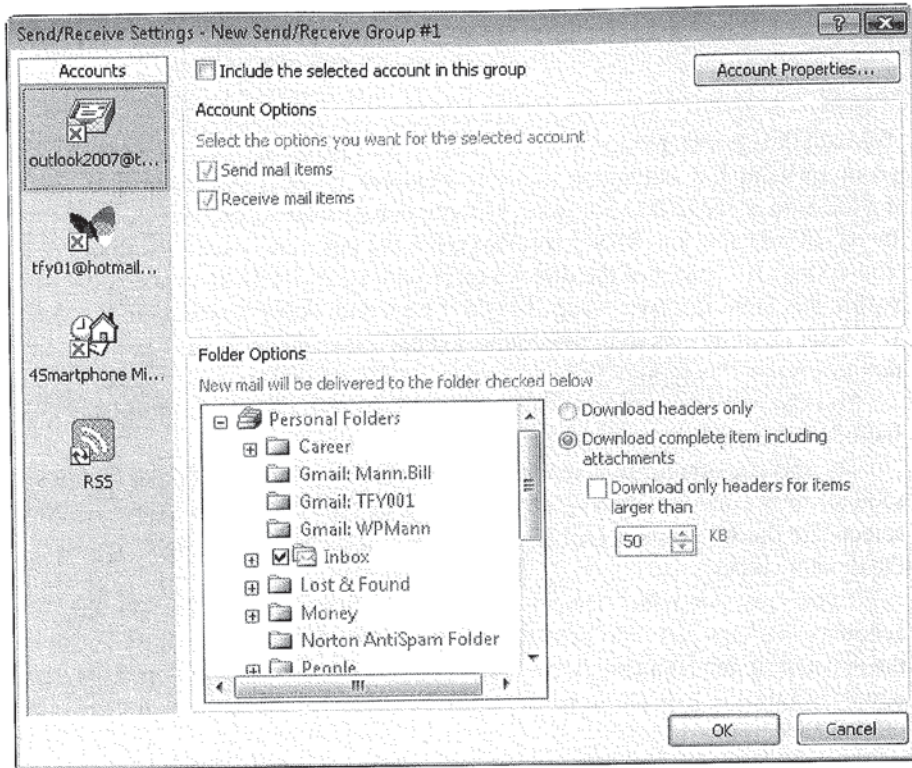 Send/Receive Settings - New Send/Receive Group #1
Accounts
outlook2007@t...
tfy01@hotmail...
4Smartphone Mi...
RSS
Include the selected account in this group
Account Properties...
Account Options
Select the options you want for the selected account
Send mail items
Receive mail items
Folder Options
New mail will be delivered to the folder checked below
Personal Folders
Career
Gmail: Mann.Bill
Gmail: TFY001
Gmail: WPMann
Inbox
Lost & Found
Money
Norton AntiSpam Folder
People
Download headers only
Download complete item including
attachments
Download only headers for items
larger than
50 KB
OK
Cancel